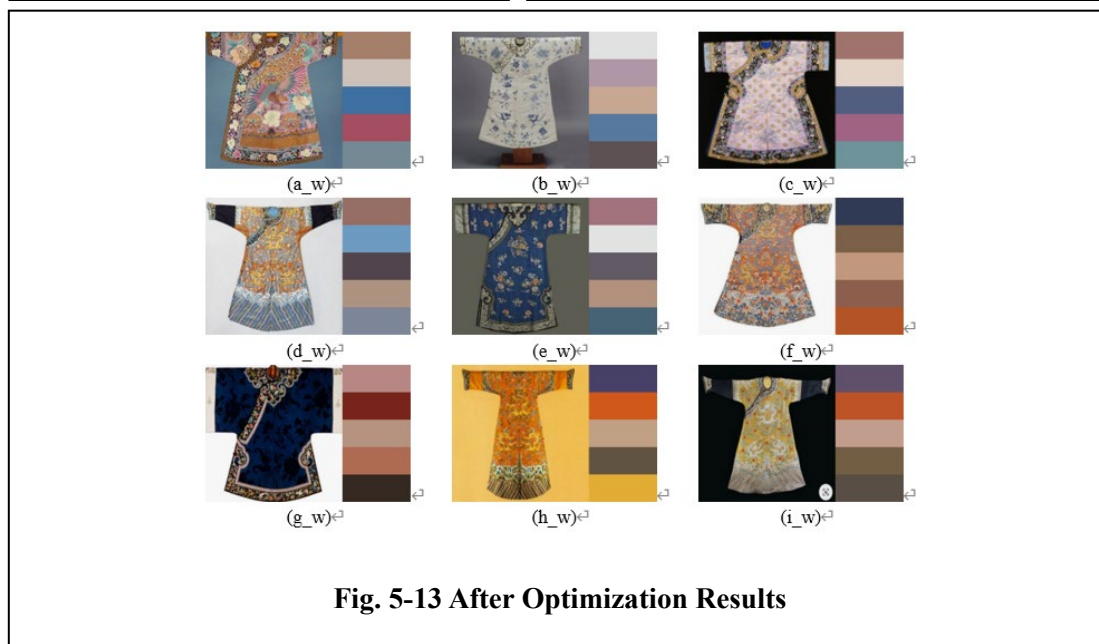 (a_w)
(b_w)
(c_w)
(d_w)
(e_w)
(f_w)
(g_w)
(h_w)
(i_w)
Fig. 5-13 After Optimization Results